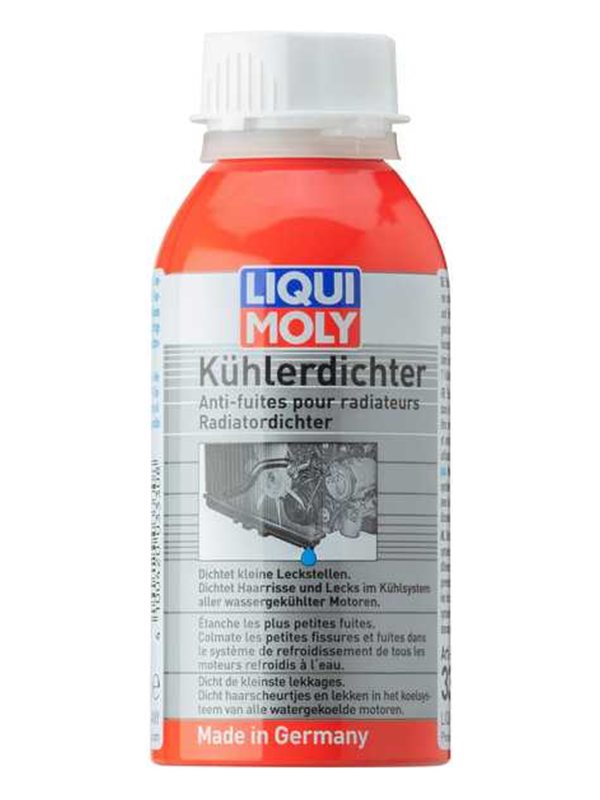 LIQUI
MOLY
Kühlerdichter
Anti-fuites pour radiateurs
Radiatordichter
Dichtet kleine Leckstellen.
Dichtet Haarrisse und Lecks im Kühlsystem
aller wassergekühlter Motoren.
Étanche les plus petites fuites.
Colmate les petites fissures et fuites dans
le système de refroidissement de tous les
moteurs refroidis à l'eau.
Dicht de kleinste lekkages.
Dicht haarscheurtjes en lekken in het koelsys-
teem van alle watergekoelde motoren.
Made in Germany